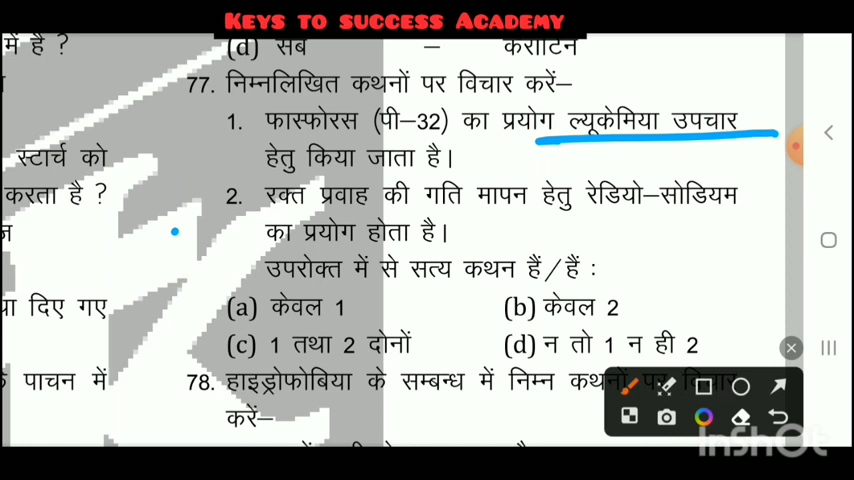 KEYS TO SUCCESS ACADEMY
में है ?
(d) सेब – कैरोटिन
77. निम्नलिखित कथनों पर विचार करें–
1. फास्फोरस (पी–32) का प्रयोग ल्यूकेमिया उपचार
स्टार्च को
हेतु किया जाता है।
करता है ?
2. रक्त प्रवाह की गति मापन हेतु रेडियो–सोडियम
का प्रयोग होता है।
उपरोक्त में से सत्य कथन हैं/हैं :
दिए गए
(a) केवल 1 (b) केवल 2
(c) 1 तथा 2 दोनों (d) न तो 1 न ही 2
पाचन में
78. हाइड्रोफोबिया के सम्बन्ध में निम्न कथनों पर विचार
करें–
InShot